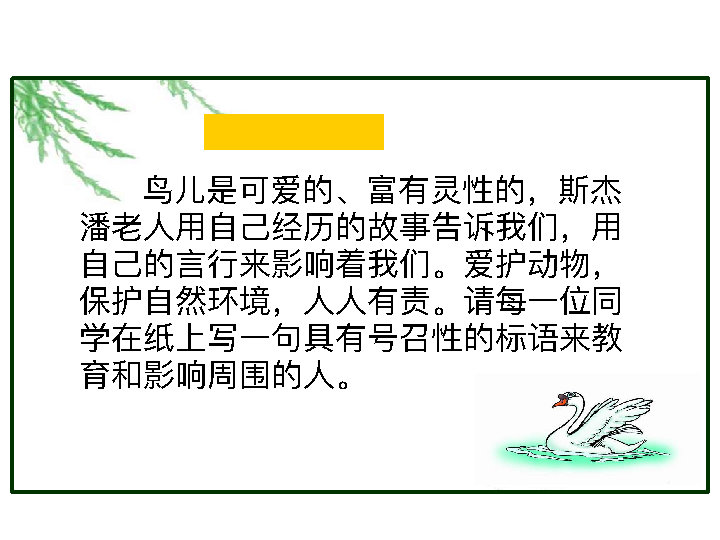 鸟儿是可爱的、富有灵性的，斯杰
潘老人用自己经历的故事告诉我们，用
自己的言行来影响着我们。爱护动物，
保护自然环境，人人有责。请每一位同
学在纸上写一句具有号召性的标语来教
育和影响周围的人。